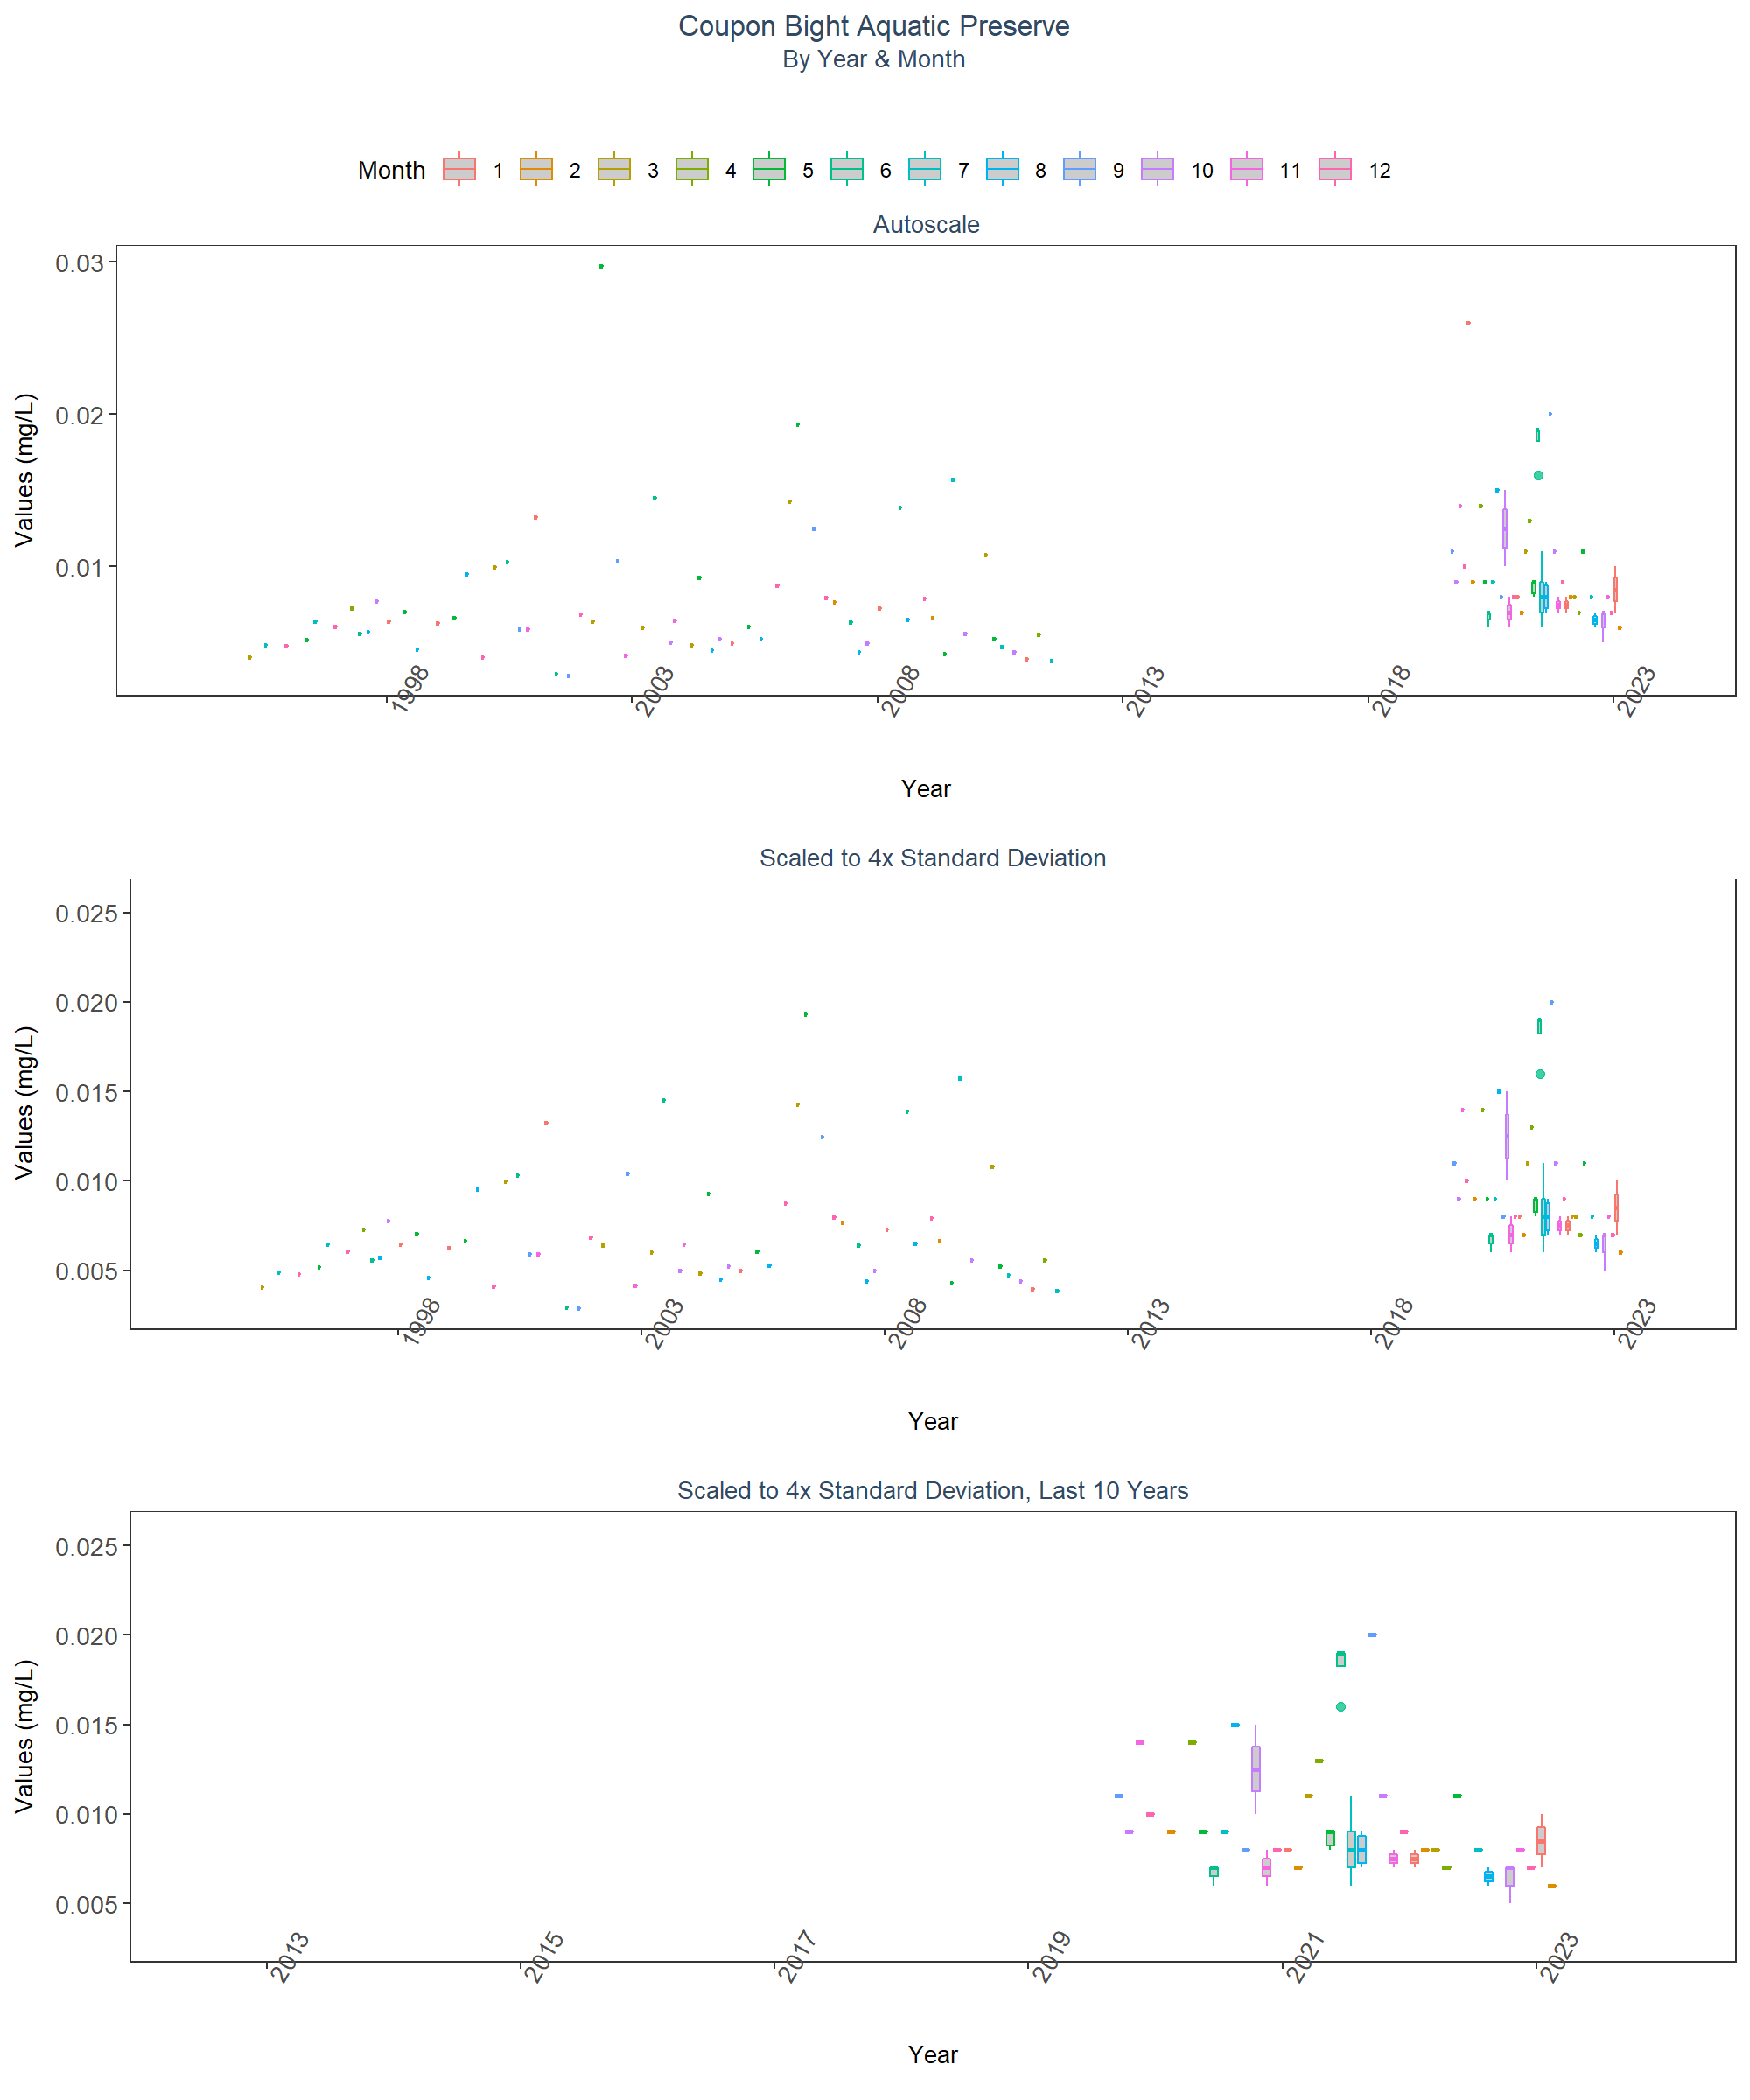 Coupon Bight Aquatic Preserve
By Year & Month
Month 1 2 3 4 5 6 7 8 9 10 11 12
Autoscale
0.03
0.02
0.01
Values (mg/L)
1998 2003 2008 2013 2018 2023
Year
Scaled to 4x Standard Deviation
0.025
0.020
0.015
0.010
0.005
Values (mg/L)
1998 2003 2008 2013 2018 2023
Year
Scaled to 4x Standard Deviation, Last 10 Years
0.025
0.020
0.015
0.010
0.005
Values (mg/L)
2013 2015 2017 2019 2021 2023
Year